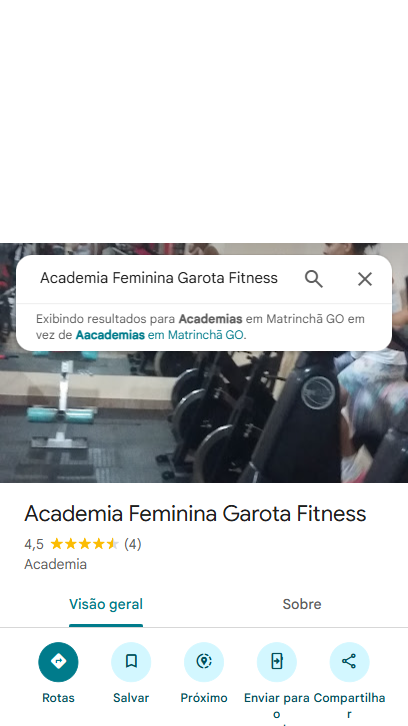 Academia Feminina Garota Fitness
Exibindo resultados para Academias em Matrinchã GO em
vez de Aacademias em Matrinchã GO.
Academia Feminina Garota Fitness
4,5 (4)
Academia
Visão geral Sobre
Rotas Salvar Próximo Enviar para o Compartilhar